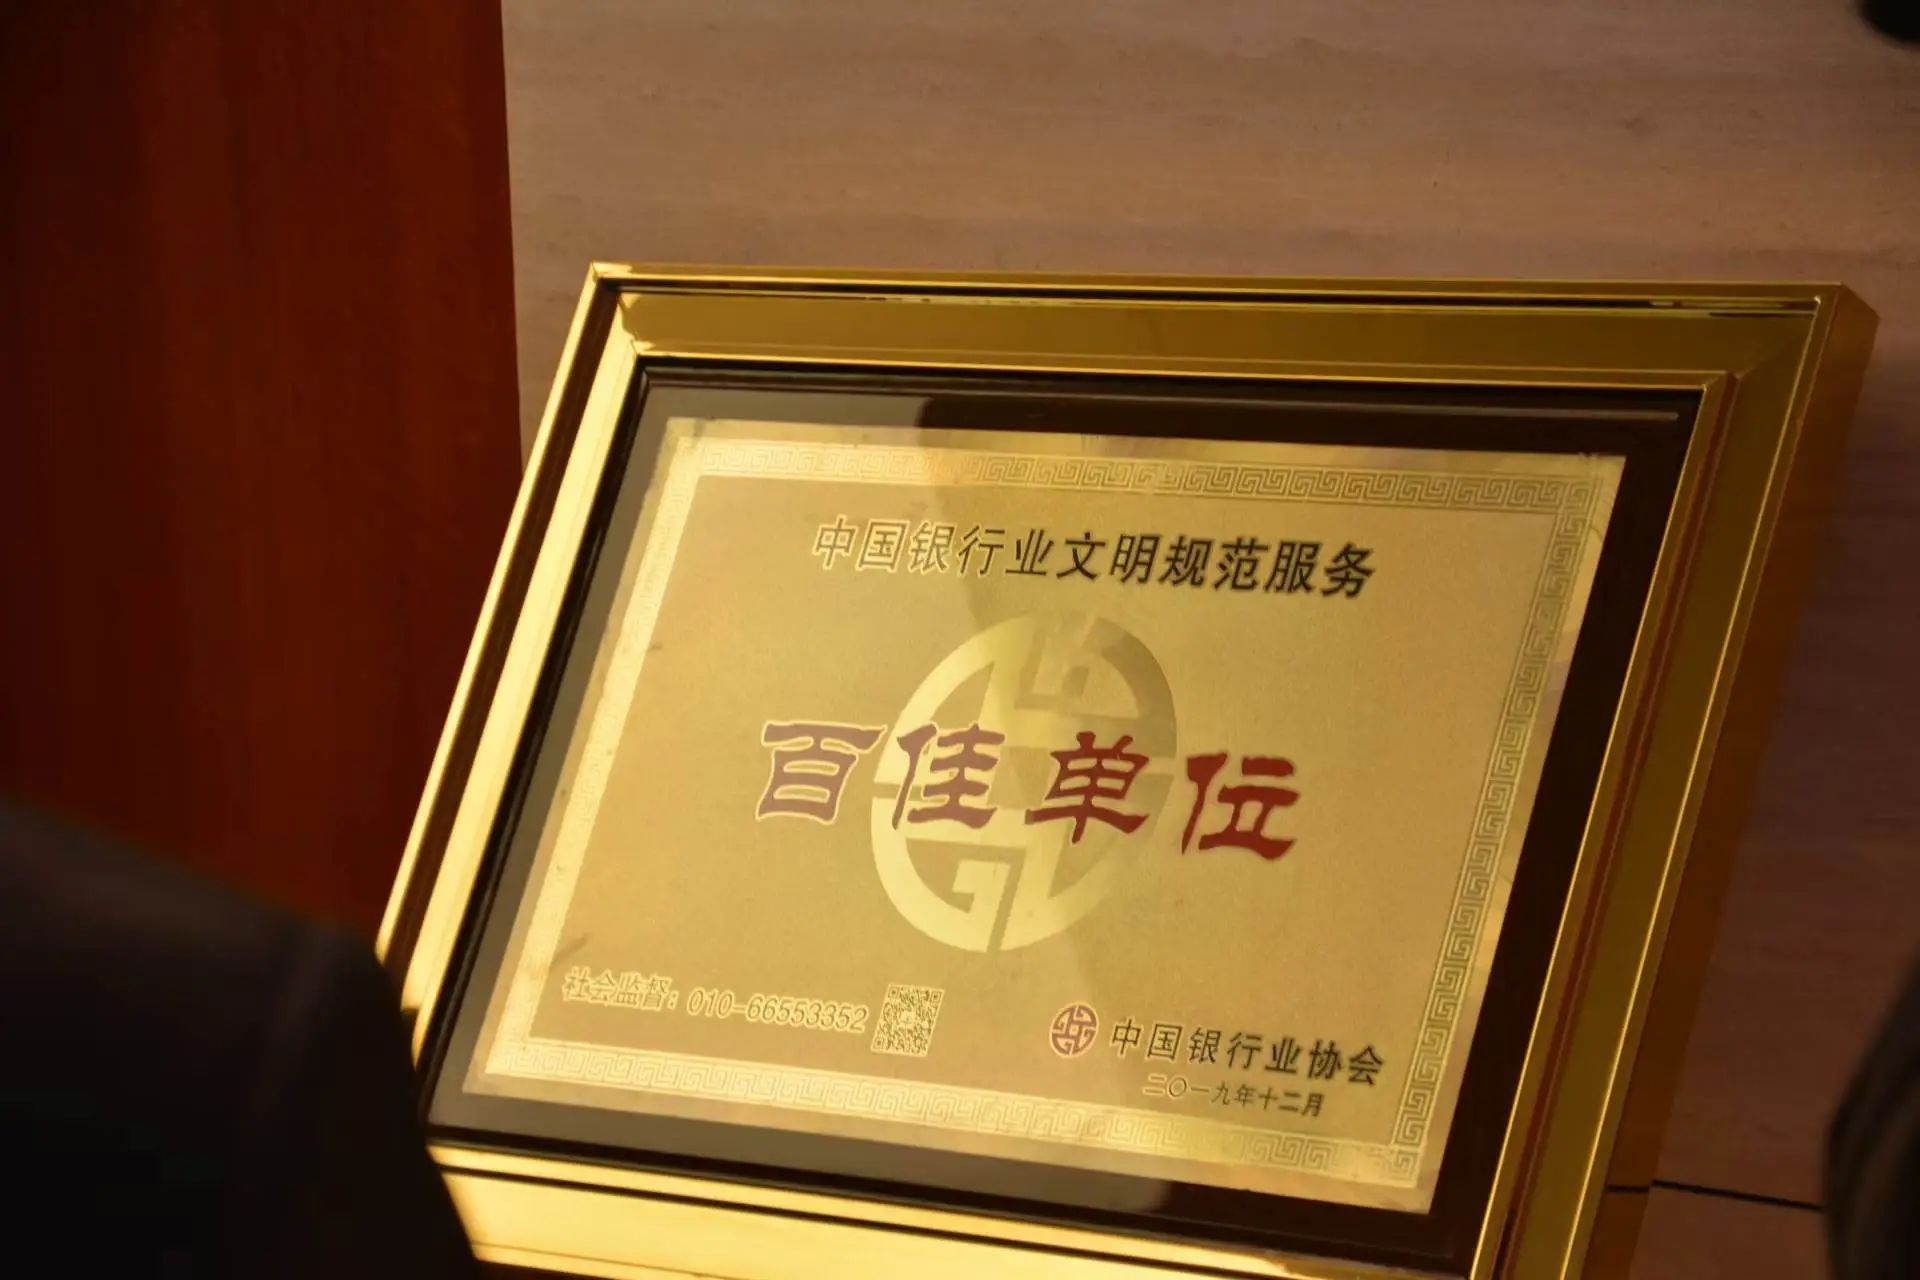 中国银行业文明规范服务
百佳单位
社会监督：010-66553352
中国银行业协会
二〇一九年十二月